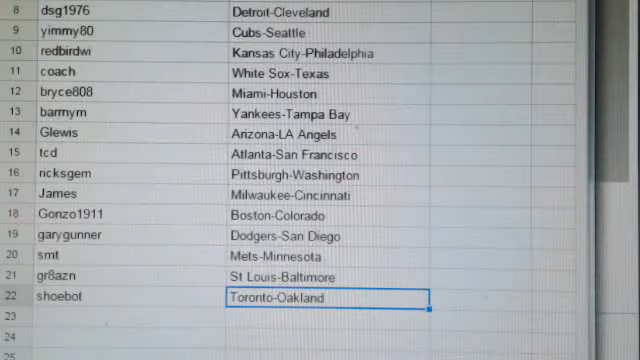 8 dsg1976 Detroit-Cleveland
9 yimmy80 Cubs-Seattle
10 redbirdwi Kansas City-Philadelphia
11 coach White Sox-Texas
12 bryce808 Miami-Houston
13 barmym Yankees-Tampa Bay
14 Glewis Arizona-LA Angels
15 tcd Atlanta-San Francisco
16 ricksgem Pittsburgh-Washington
17 James Milwaukee-Cincinnati
18 Gonzo1911 Boston-Colorado
19 garygunner Dodgers-San Diego
20 smt Mets-Minnesota
21 gr8azn St Louis-Baltimore
22 shoebot Toronto-Oakland
23
24
25